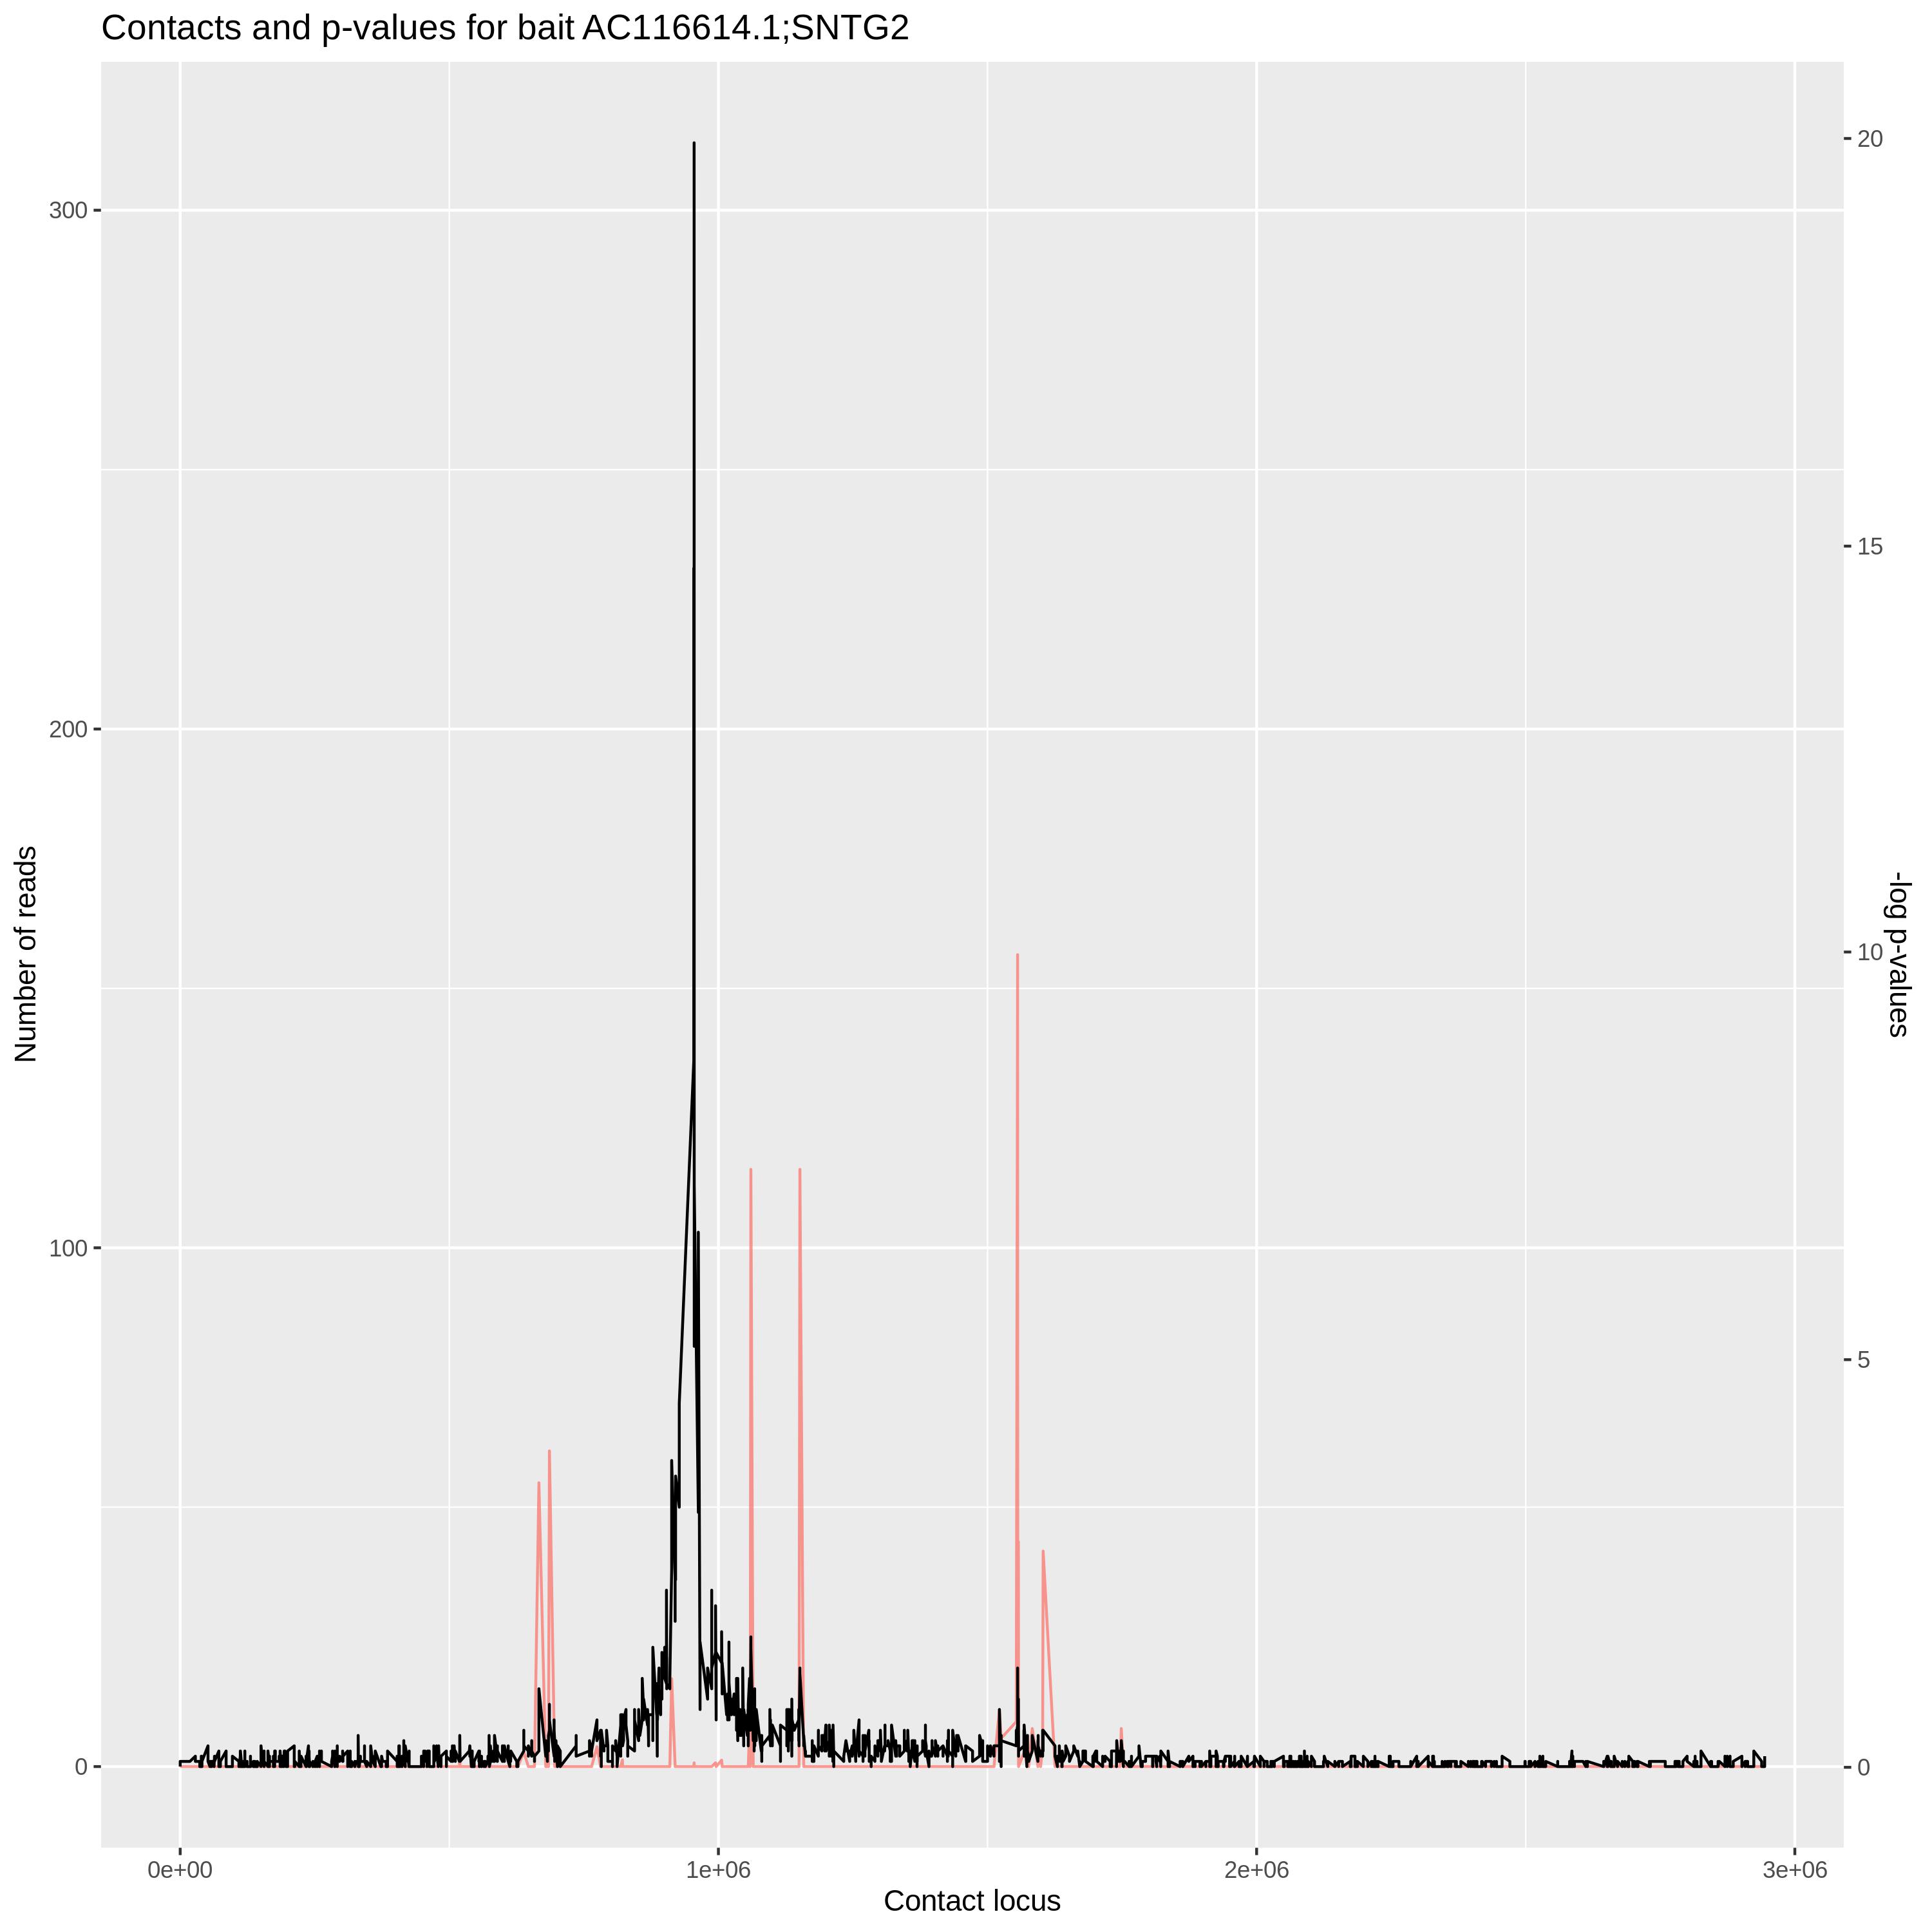 Contacts and p-values for bait AC116614.1;SNTG2
300
200
100
0
Number of reads
20
15
10
5
0
-log p-values
0e+00
1e+06
2e+06
3e+06
Contact locus